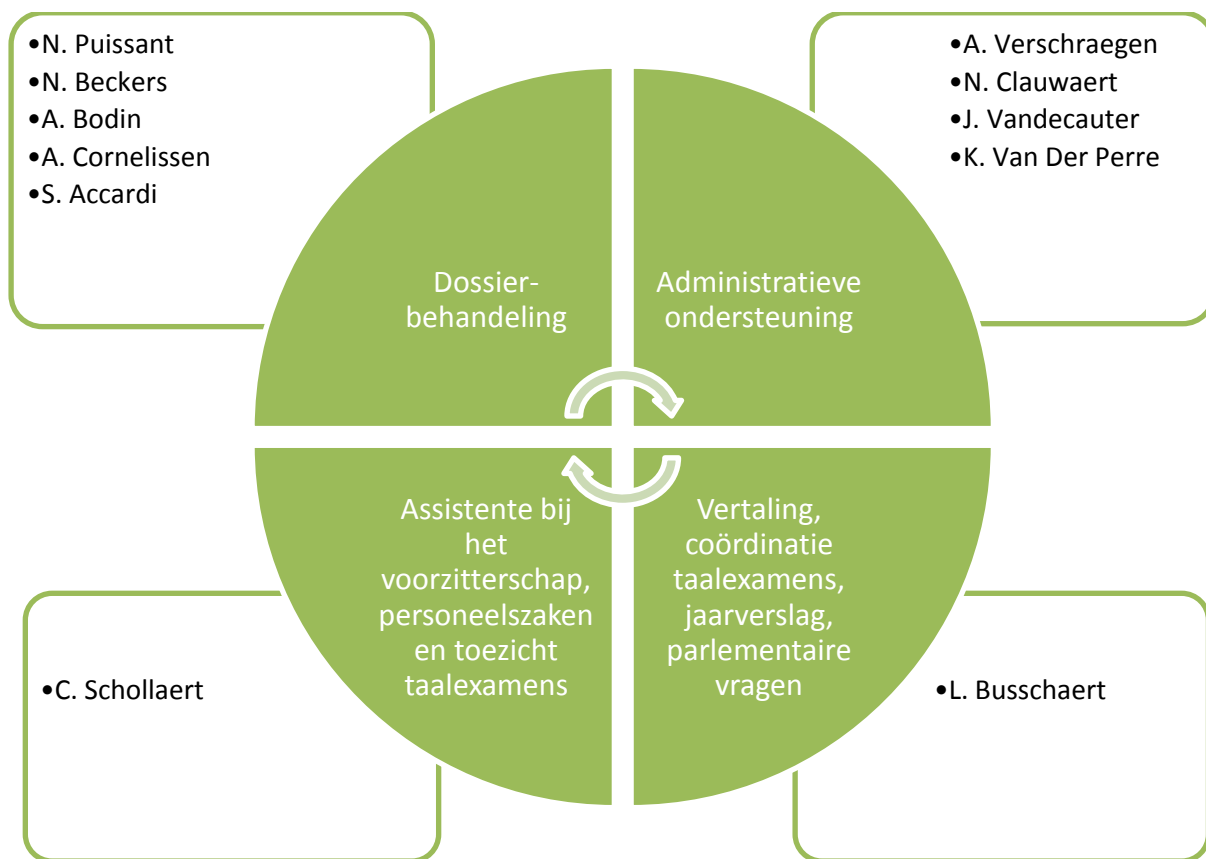 •N. Puissant
•N. Beckers
•A. Bodin
•A. Cornelissen
•S. Accardi
•A. Verschraegen
•N. Clauwaert
•J. Vandecauter
•K. Van Der Perre
Dossier-
behandeling
Administratieve
ondersteuning
Assistente bij
het
voorzitterschap,
personeelszaken
en toezicht
taalexamens
Vertaling,
coördinatie
taalexamens,
jaarverslag,
parlementaire
vragen
•C. Schollaert
•L. Busschaert